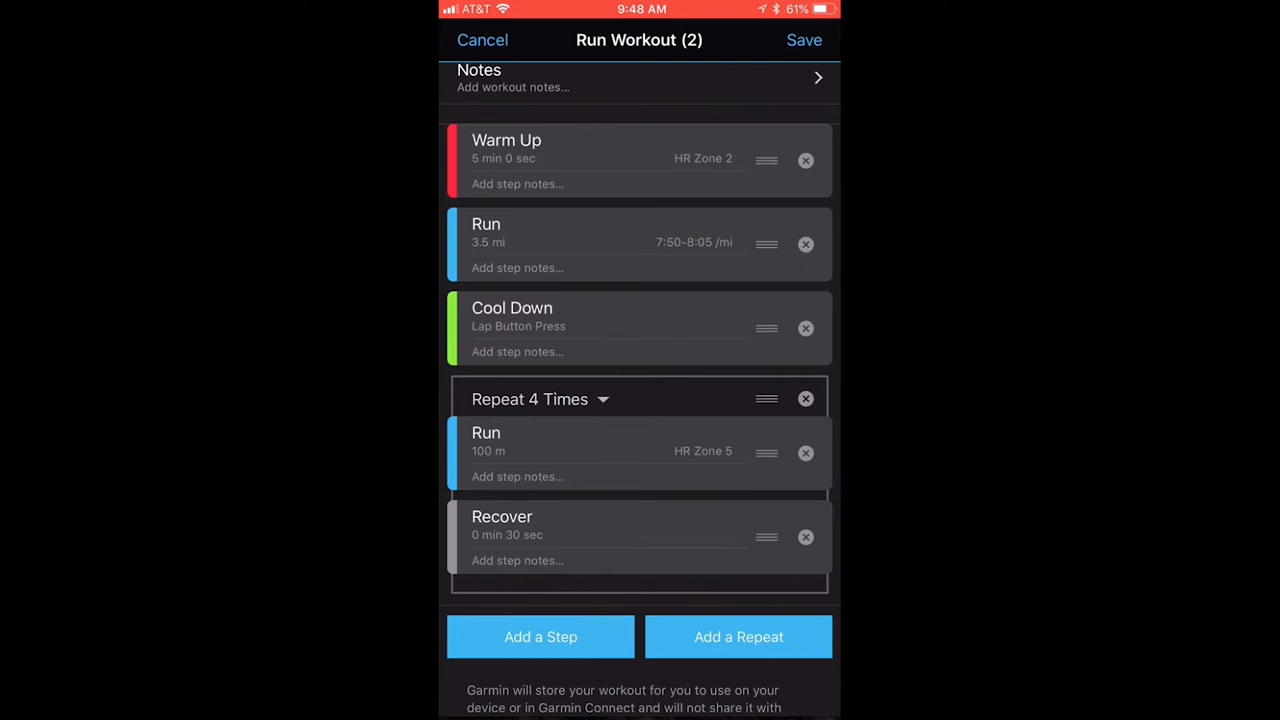 AT&T 9:48 AM 61%
Cancel Run Workout (2) Save
Notes
Add workout notes...
Warm Up
5 min 0 sec HR Zone 2
Add step notes...
Run
3.5 mi 7:50-8:05 /mi
Add step notes...
Cool Down
Lap Button Press
Add step notes...
Repeat 4 Times
Run
100 m HR Zone 5
Add step notes...
Recover
0 min 30 sec
Add step notes...
Add a Step Add a Repeat
Garmin will store your workout for you to use on your
device or in Garmin Connect and will not share it with